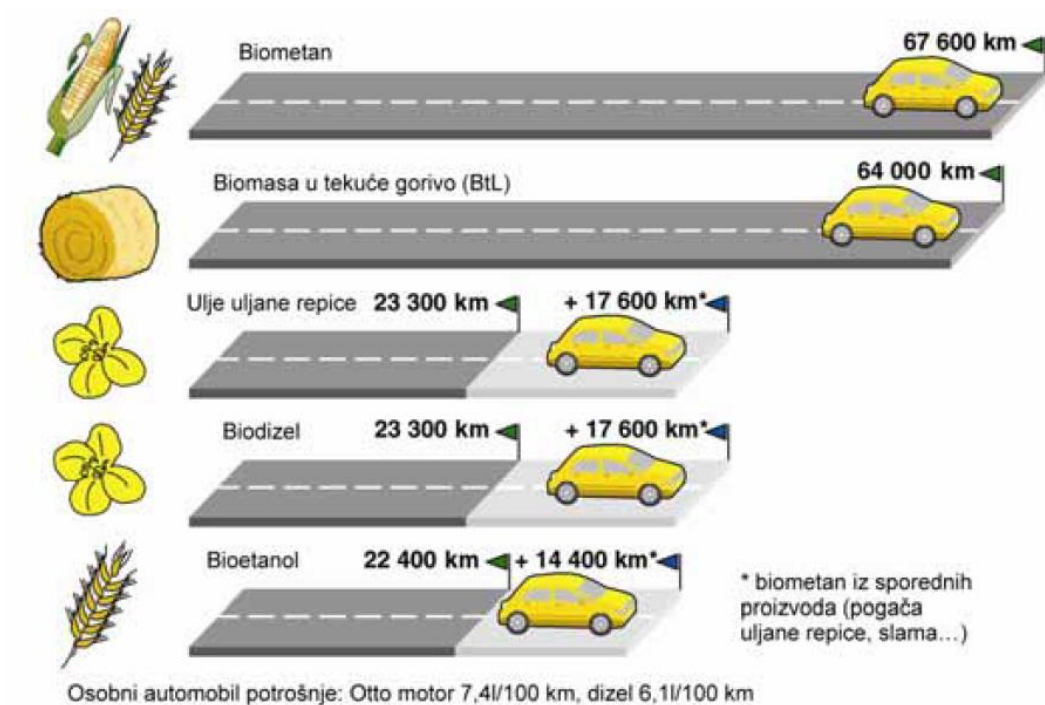 Biometan
67 600 km
Biomasa u tekuće gorivo (BtL)
64 000 km
Ulje uljane repice 23 300 km + 17 600 km*
Biodizel 23 300 km + 17 600 km*
Bioetanol 22 400 km + 14 400 km*
* biometan iz sporednih
proizvoda (pogača
uljane repice, slama…)
Osobni automobil potrošnje: Otto motor 7,4l/100 km, dizel 6,1l/100 km